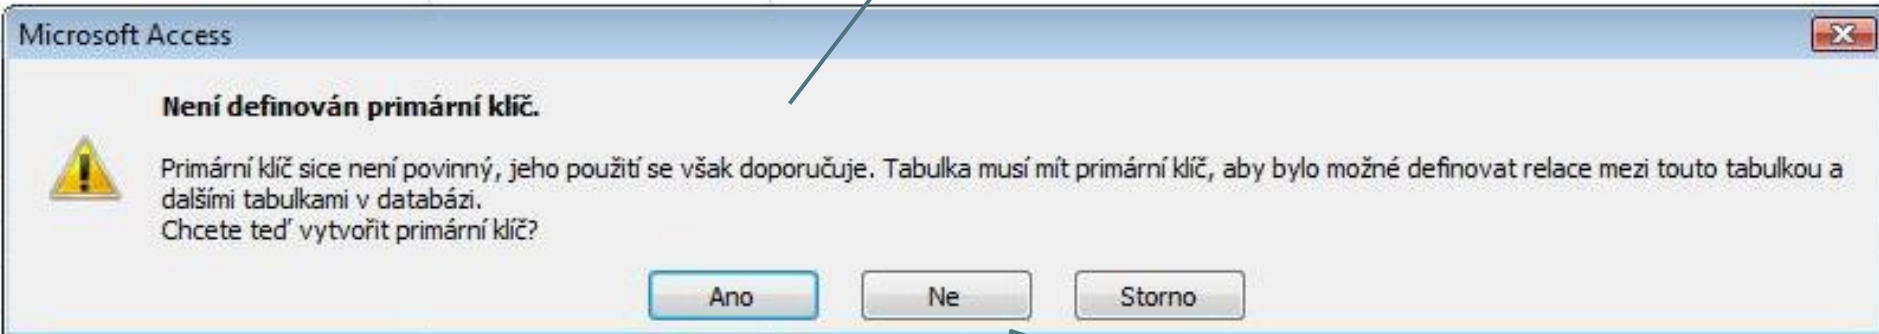 Microsoft Access
Není definován primární klíč.
Primární klíč sice není povinný, jeho použití se však doporučuje. Tabulka musí mít primární klíč, aby bylo možné definovat relace mezi touto tabulkou a
dalšími tabulkami v databázi.
Chcete teď vytvořit primární klíč?
Ano Ne Storno